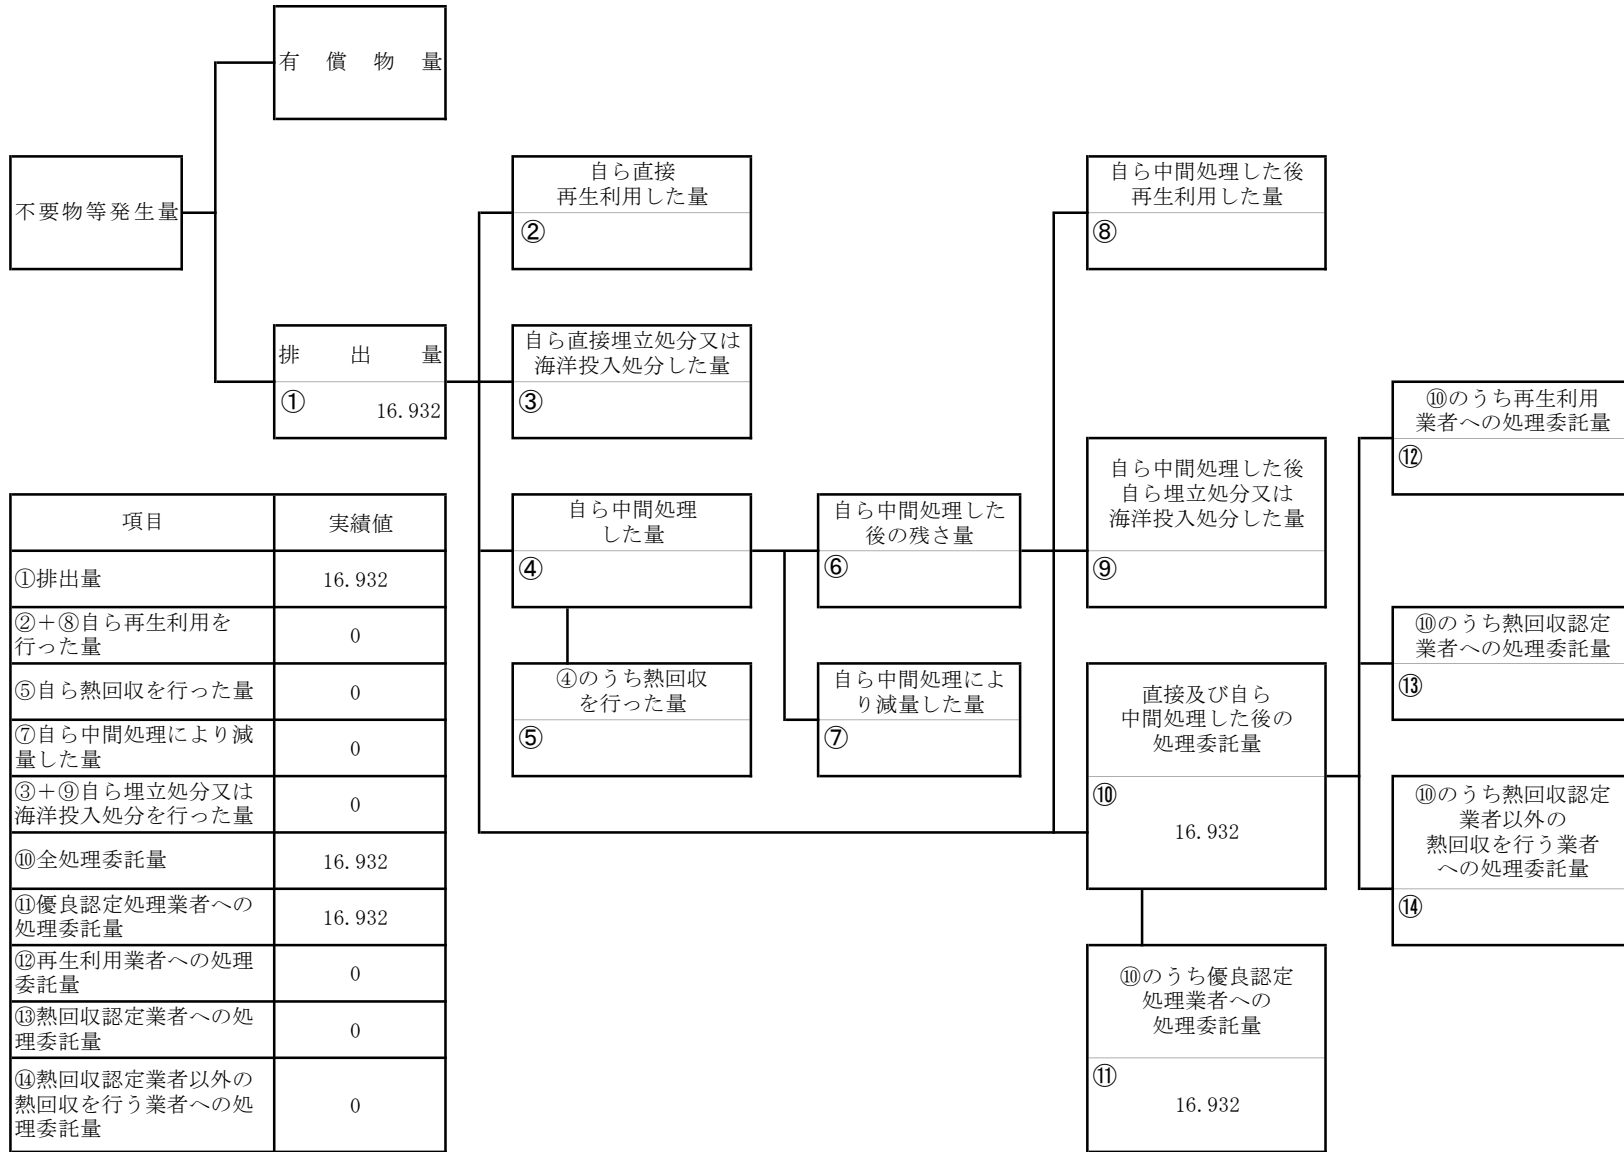 有償物量
不要物等発生量
排出量
①
16.932
自ら直接
再生利用した量
②
自ら直接埋立処分又は
海洋投入処分した量
③
自ら中間処理
した量
④
④のうち熱回収
を行った量
⑤
自ら中間処理した
後の残さ量
⑥
自ら中間処理によ
り減量した量
⑦
自ら中間処理した後
再生利用した量
⑧
自ら中間処理した後
自ら埋立処分又は
海洋投入処分した量
⑨
直接及び自ら
中間処理した後の
処理委託量
⑩
16.932
⑩のうち優良認定
処理業者への
処理委託量
⑪
16.932
⑩のうち再生利用
業者への処理委託量
⑫
⑩のうち熱回収認定
業者への処理委託量
⑬
⑩のうち熱回収認定
業者以外の
熱回収を行う業者
への処理委託量
⑭
項目 実績値
①排出量 16.932
②＋⑧自ら再生利用を
行った量 0
⑤自ら熱回収を行った量 0
⑦自ら中間処理により減
量した量 0
③＋⑨自ら埋立処分又は
海洋投入処分を行った量 0
⑩全処理委託量 16.932
⑪優良認定処理業者への
処理委託量 16.932
⑫再生利用業者への処理
委託量 0
⑬熱回収認定業者への処
理委託量 0
⑭熱回収認定業者以外の
熱回収を行う業者への処
理委託量 0